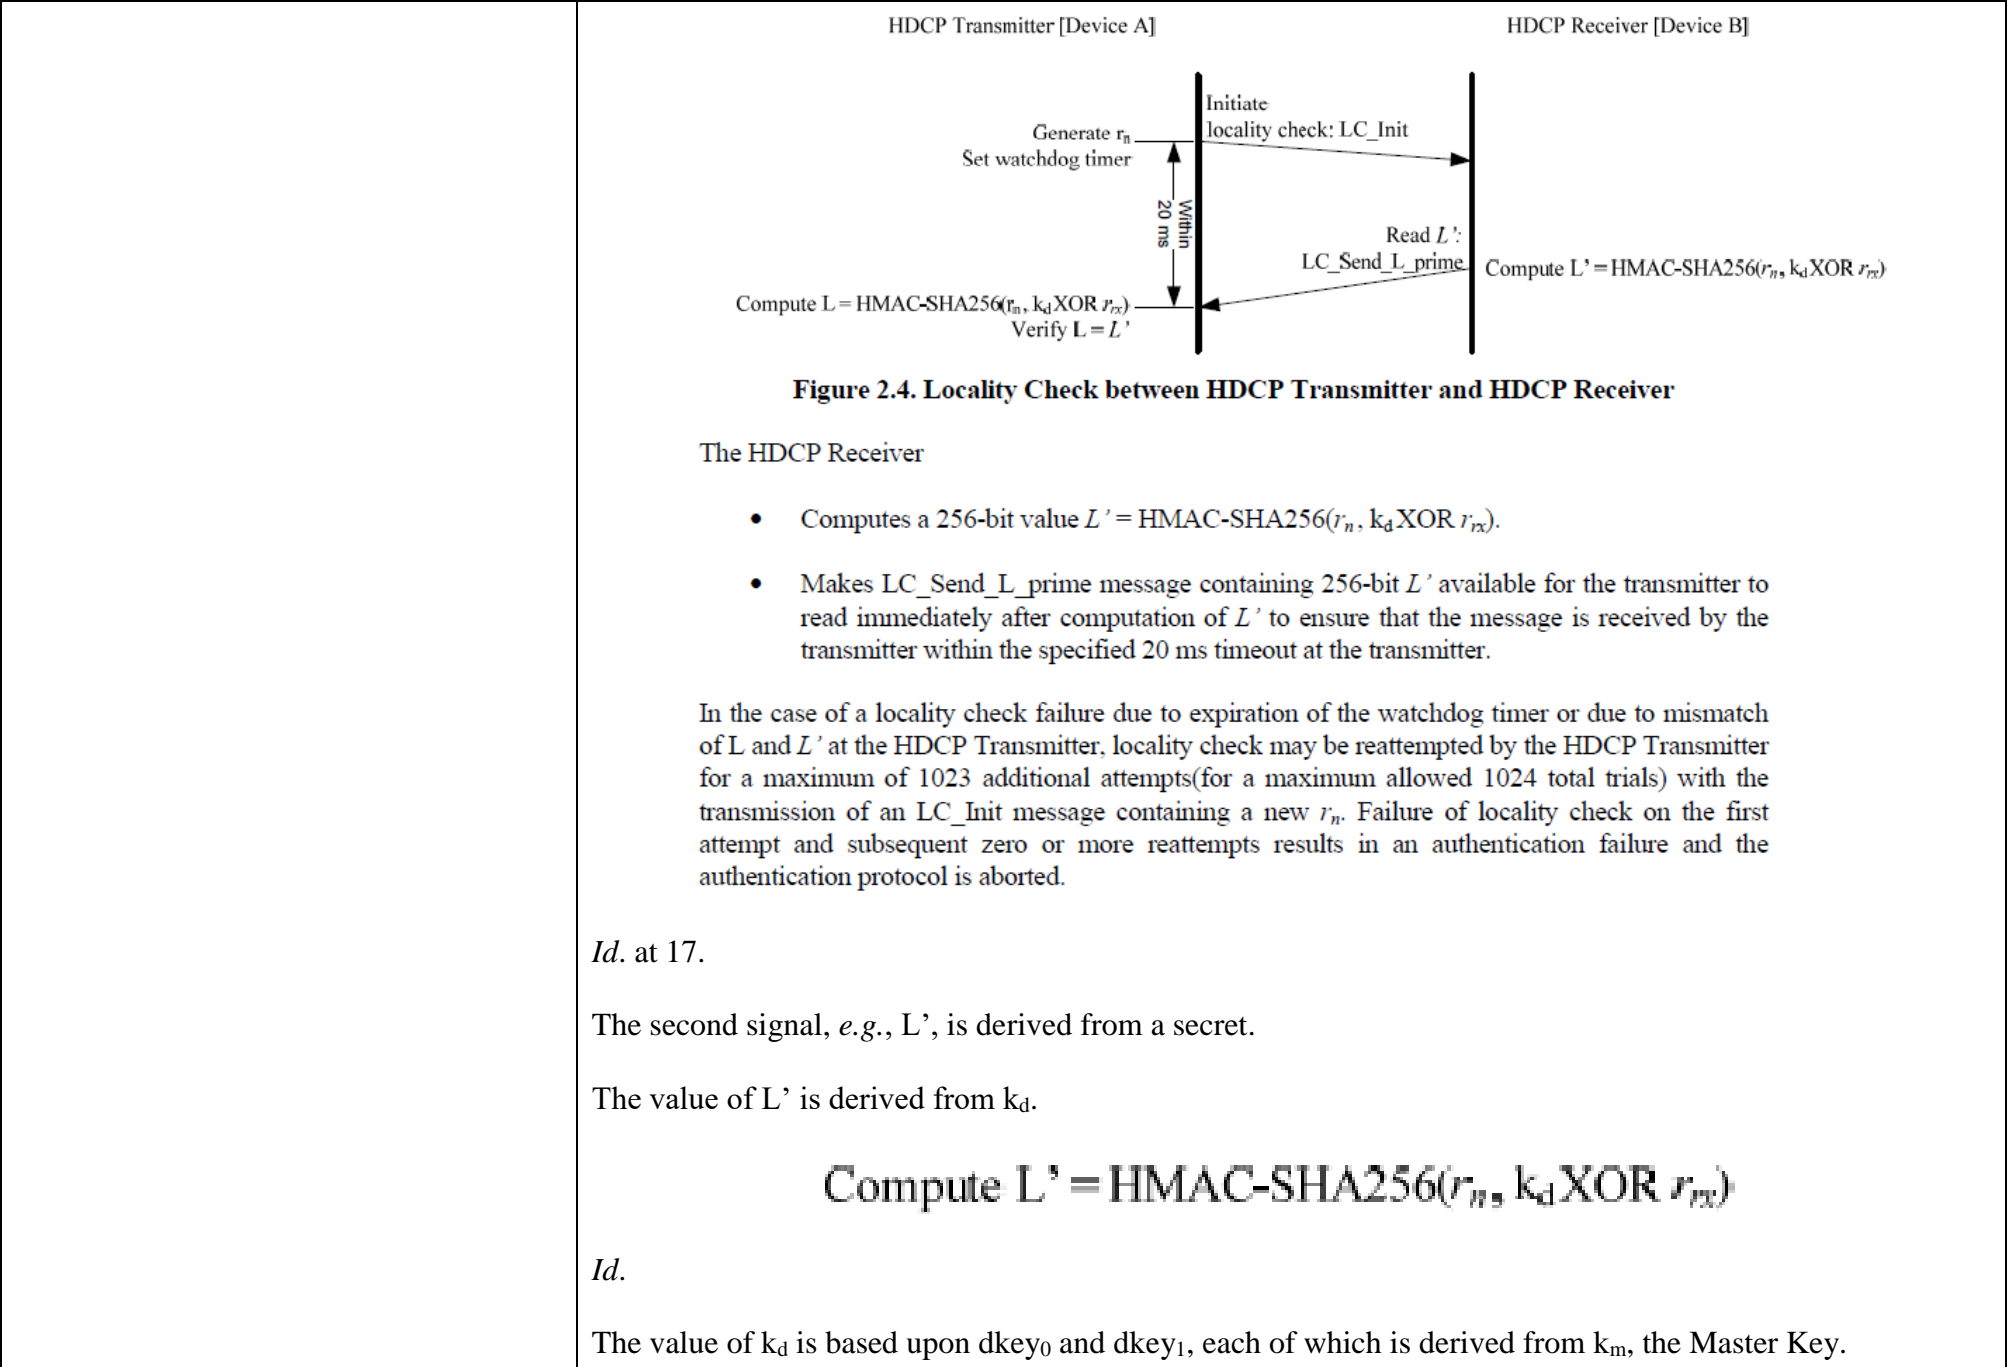 HDCP Transmitter [Device A]
HDCP Receiver [Device B]
Initiate
locality check: LC_Init
Generate rn
Set watchdog timer
Within
20 ms
Read L’:
LC_Send_L_prime
Compute L’ = HMAC-SHA256(rn, kd XOR rrx)
Compute L = HMAC-SHA256(rn, kd XOR rrx)
Verify L = L’
Figure 2.4. Locality Check between HDCP Transmitter and HDCP Receiver
The HDCP Receiver
• Computes a 256-bit value L’ = HMAC-SHA256(rn, kd XOR rrx).
• Makes LC_Send_L_prime message containing 256-bit L’ available for the transmitter to
read immediately after computation of L’ to ensure that the message is received by the
transmitter within the specified 20 ms timeout at the transmitter.
In the case of a locality check failure due to expiration of the watchdog timer or due to mismatch
of L and L’ at the HDCP Transmitter, locality check may be reattempted by the HDCP Transmitter
for a maximum of 1023 additional attempts(for a maximum allowed 1024 total trials) with the
transmission of an LC_Init message containing a new rn. Failure of locality check on the first
attempt and subsequent zero or more reattempts results in an authentication failure and the
authentication protocol is aborted.
Id. at 17.
The second signal, e.g., L’, is derived from a secret.
The value of L’ is derived from kd.
Compute L’ = HMAC-SHA256(rn, kd XOR rrx)
Id.
The value of kd is based upon dkey0 and dkey1, each of which is derived from km, the Master Key.